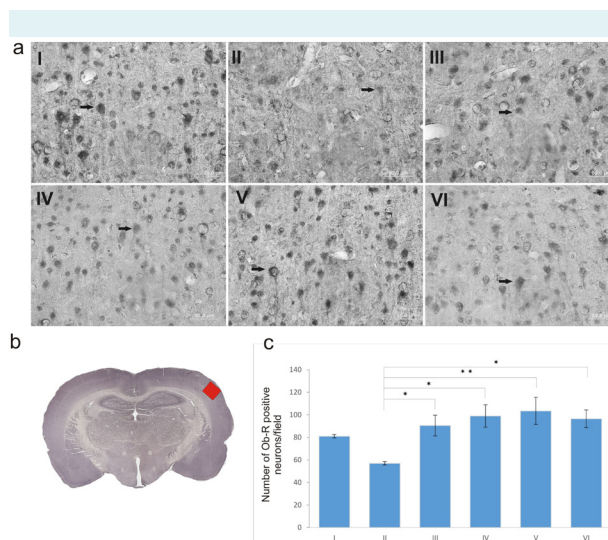 a
I
II
III
IV
V
VI
b
c
Number of Ob-R positive
neurons/field
140
120
100
80
60
40
20
0
*
*
* *
*
I
II
III
IV
V
VI